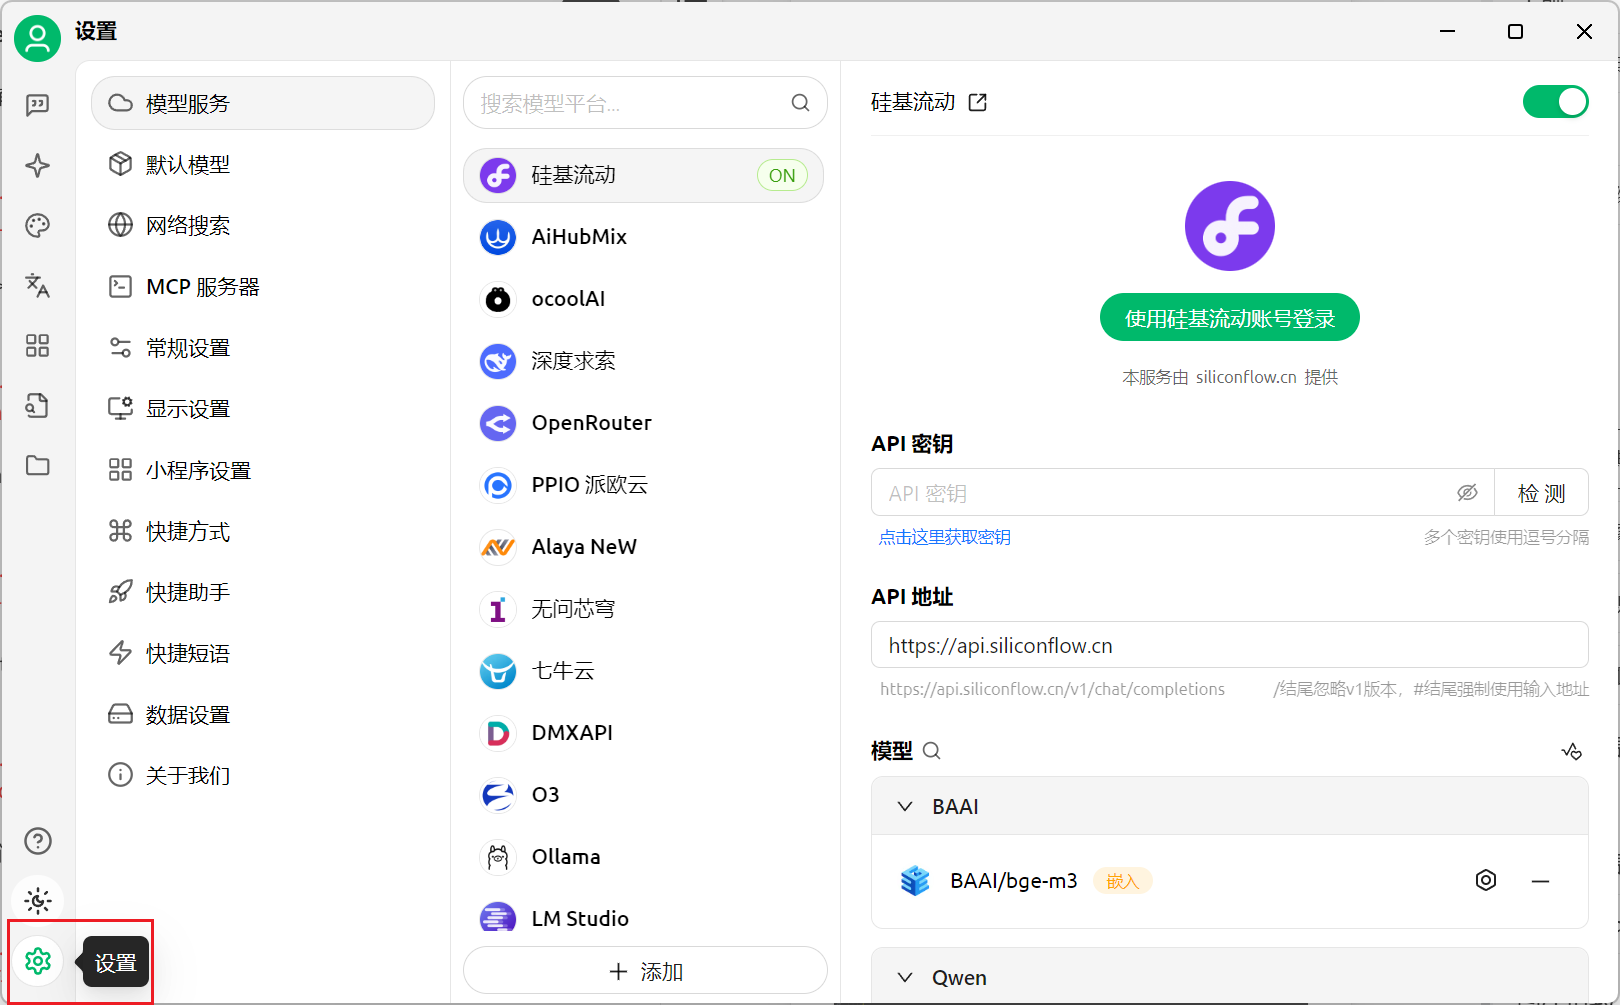 设置
模型服务
默认模型
网络搜索
MCP 服务器
常规设置
显示设置
小程序设置
快捷方式
快捷助手
快捷短语
数据设置
关于我们
设置
搜索模型平台...
硅基流动
ON
AiHubMix
ocoolAI
深度求索
OpenRouter
PPIO 派欧云
Alaya NeW
无问芯穹
七牛云
DMXAPI
O3
Ollama
LM Studio
添加
硅基流动
使用硅基流动账号登录
本服务由 siliconflow.cn 提供
API 密钥
API 密钥
检 测
点击这里获取密钥
多个密钥使用逗号分隔
API 地址
https://api.siliconflow.cn
https://api.siliconflow.cn/v1/chat/completions
/结尾忽略v1版本，#结尾强制使用输入地址
模型
BAAI
BAAI/bge-m3
嵌入
Qwen